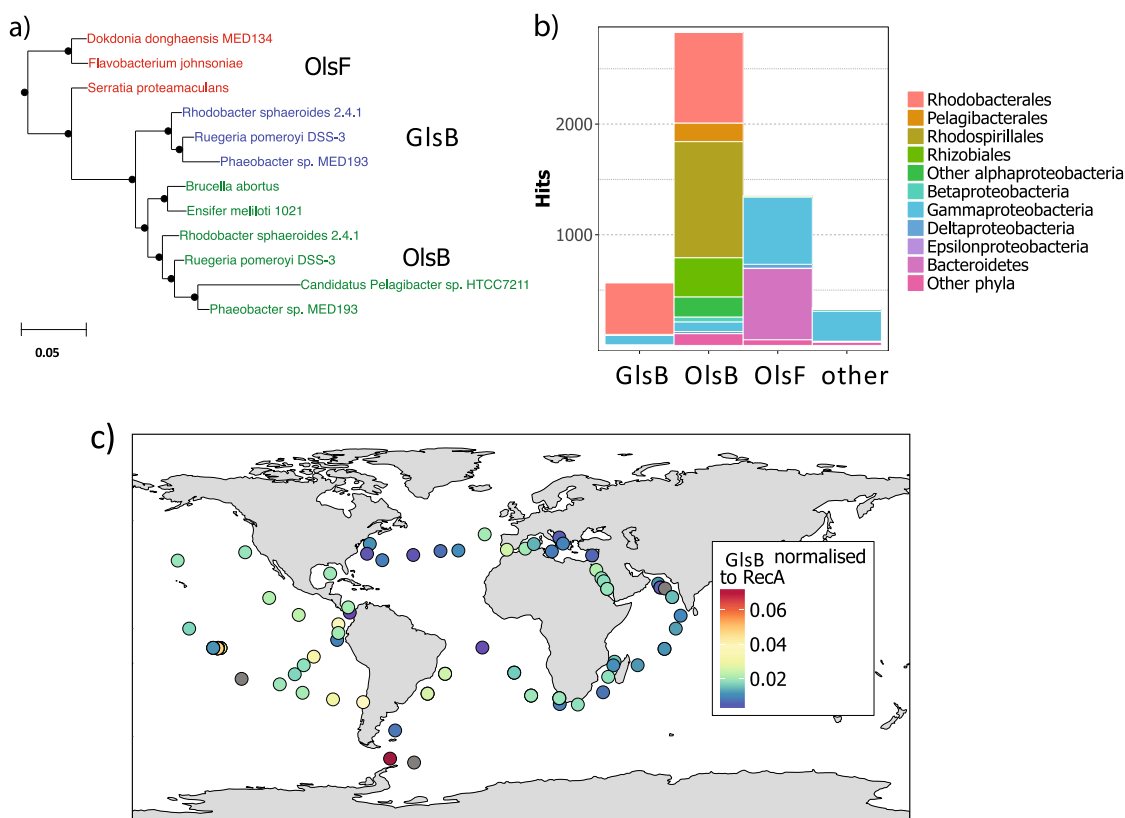 a)
Dokdonia donghaensis MED134
Flavobacterium johnsoniae
OlsF
Serratia proteamaculans
Rhodobacter sphaeroides 2.4.1
Ruegeria pomeroyi DSS-3
GlsB
Phaeobacter sp. MED193
Brucella abortus
Ensifer meliloti 1021
Rhodobacter sphaeroides 2.4.1
Ruegeria pomeroyi DSS-3
OlsB
Candidatus Pelagibacter sp. HTCC7211
Phaeobacter sp. MED193
0.05
b)
Hits
2000
1000
GlsB OlsB OlsF other
Rhodobacterales
Pelagibacterales
Rhodospirillales
Rhizobiales
Other alphaproteobacteria
Betaproteobacteria
Gammaproteobacteria
Deltaproteobacteria
Epsilonproteobacteria
Bacteroidetes
Other phyla
c)
GlsB normalised
to RecA
0.06
0.04
0.02